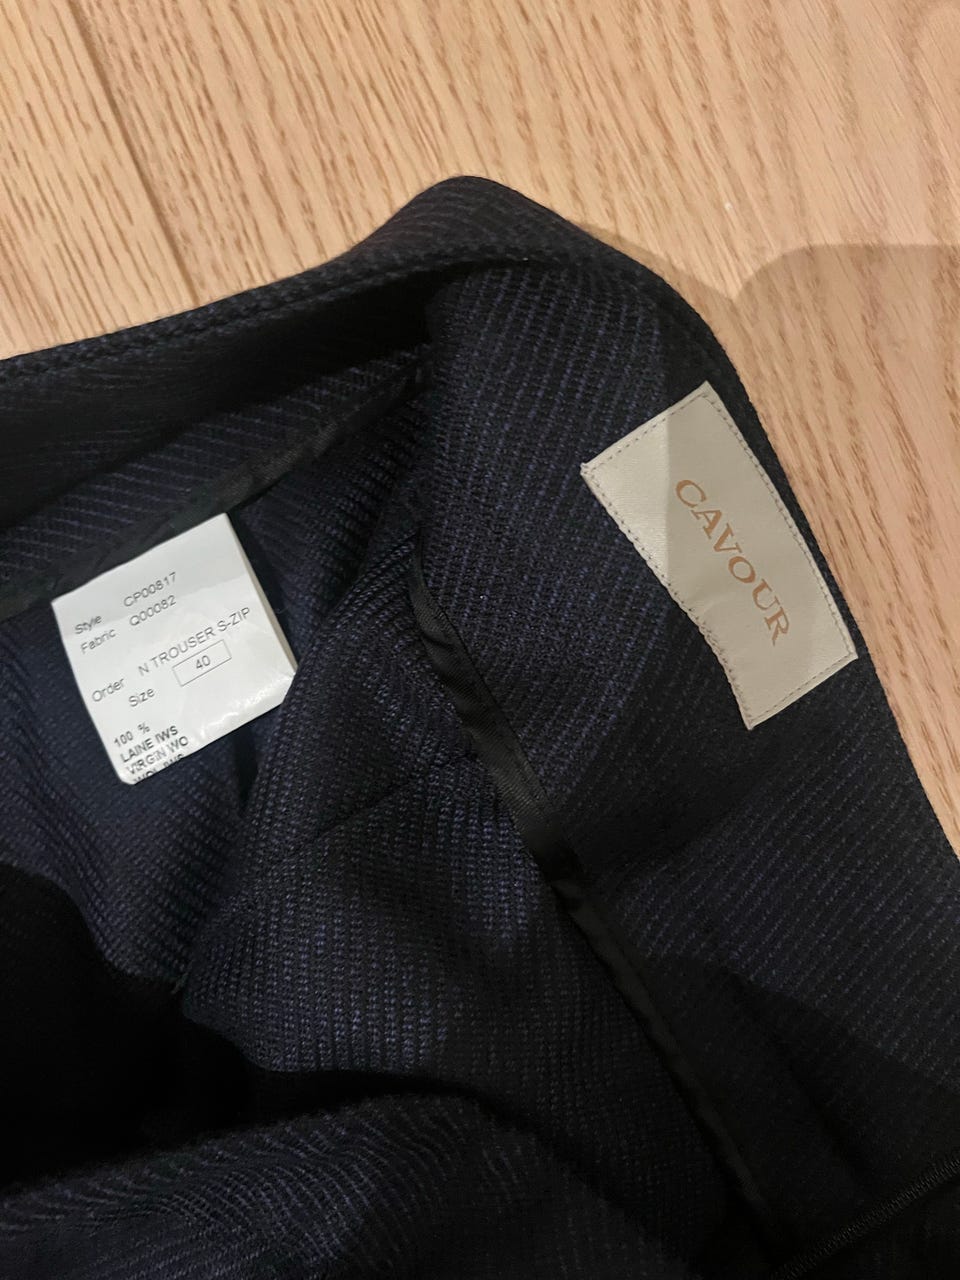 Style CP00817
Fabric Q00082
Order N TROUSER S-ZIP
Size 40
100 %
LAINE IWS
VIRGIN WO
CAVOUR